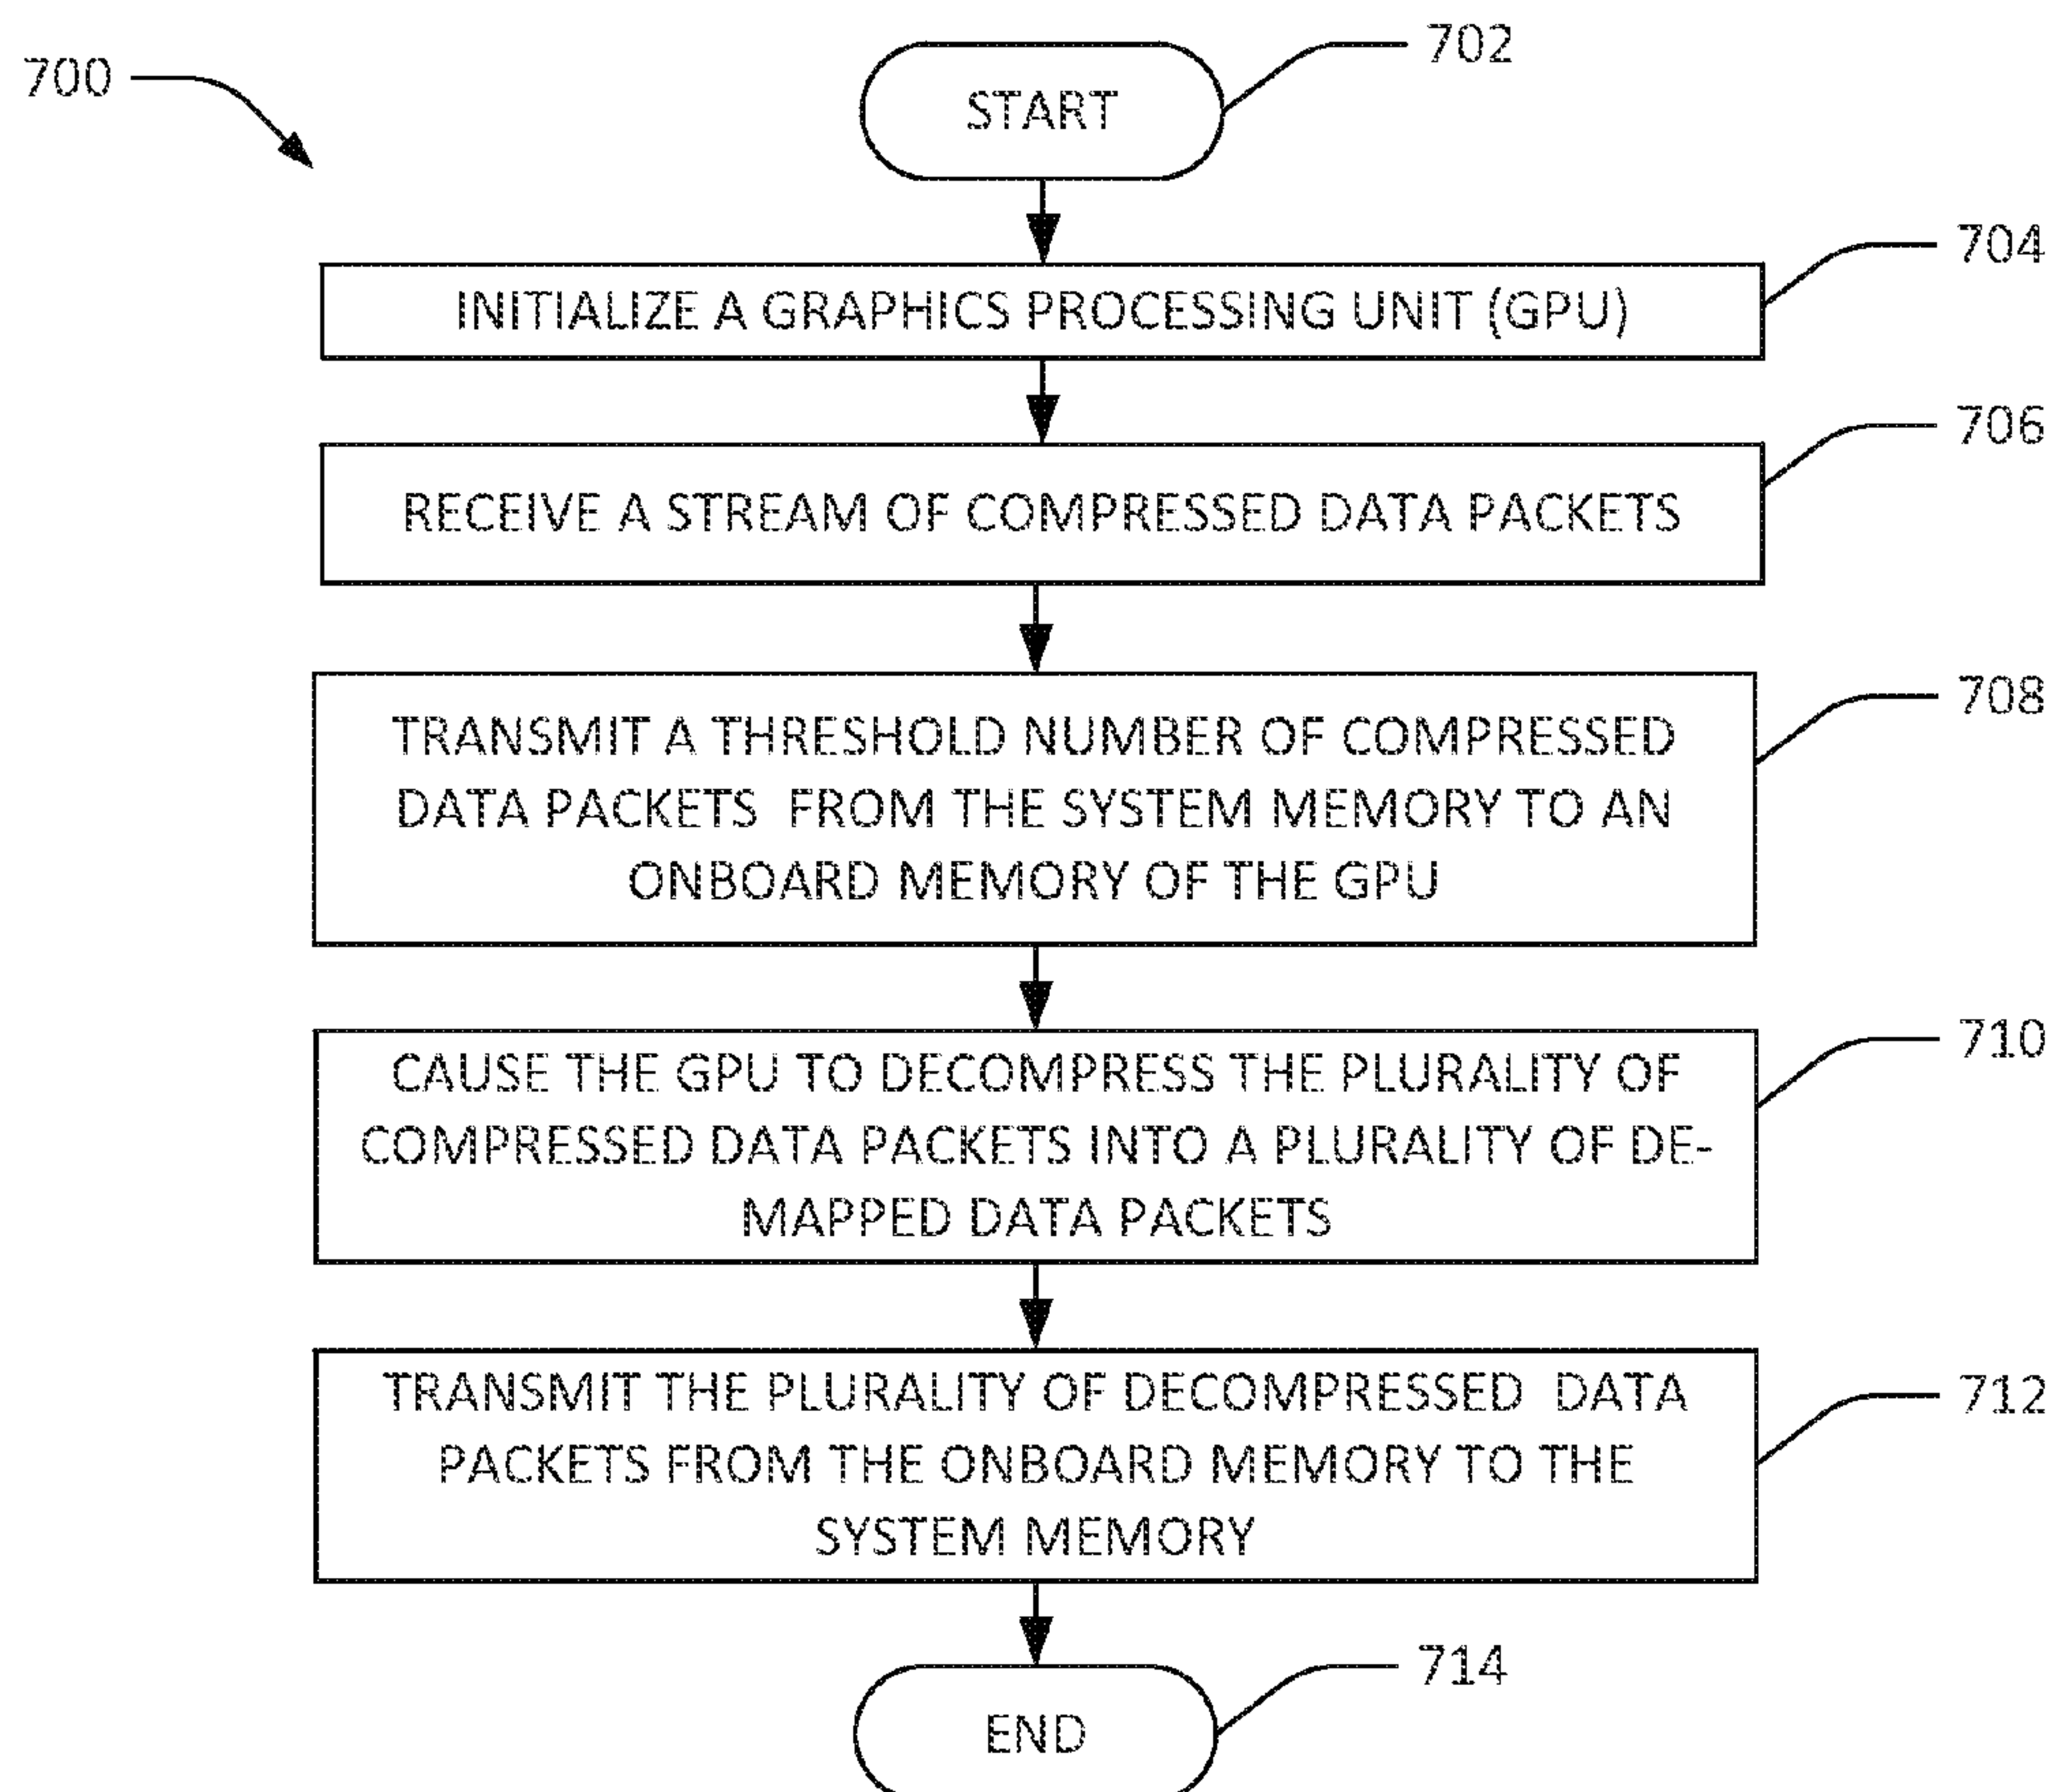 700
702
START
704
INITIALIZE A GRAPHICS PROCESSING UNIT (GPU)
706
RECEIVE A STREAM OF COMPRESSED DATA PACKETS
708
TRANSMIT A THRESHOLD NUMBER OF COMPRESSED
DATA PACKETS FROM THE SYSTEM MEMORY TO AN
ONBOARD MEMORY OF THE GPU
710
CAUSE THE GPU TO DECOMPRESS THE PLURALITY OF
COMPRESSED DATA PACKETS INTO A PLURALITY OF DE-
MAPPED DATA PACKETS
712
TRANSMIT THE PLURALITY OF DECOMPRESSED DATA
PACKETS FROM THE ONBOARD MEMORY TO THE
SYSTEM MEMORY
714
END